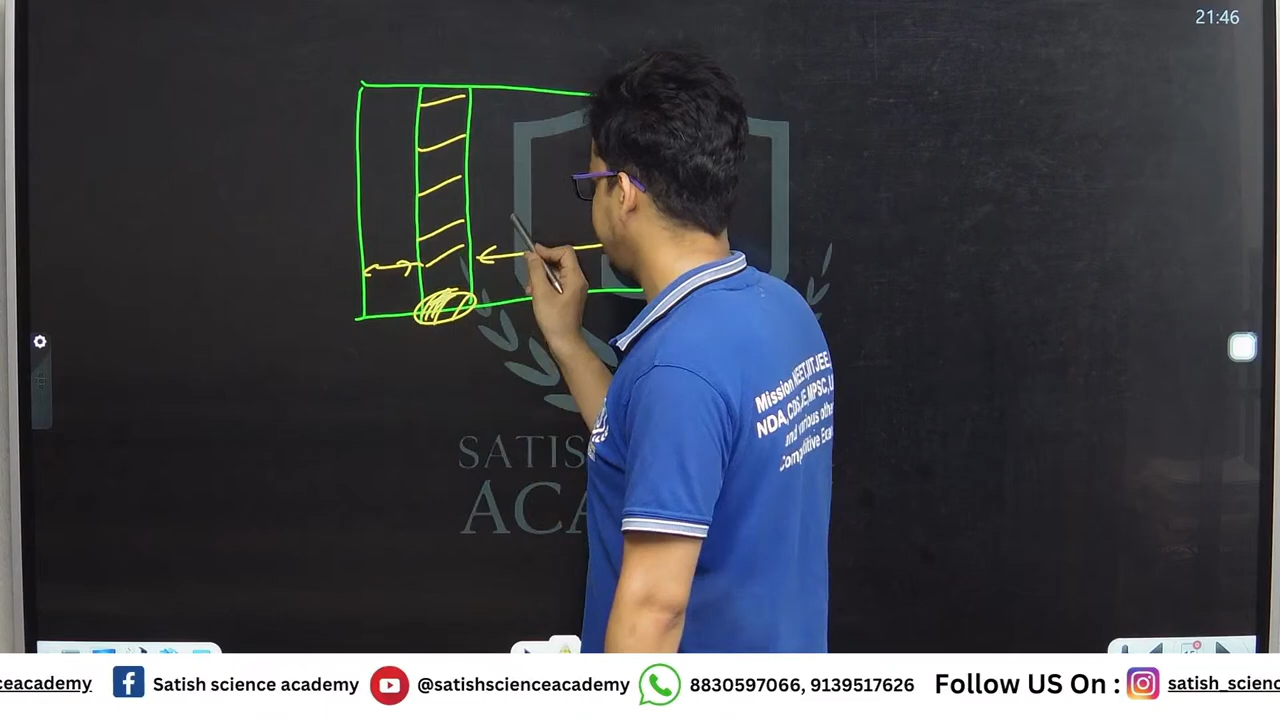 21:46
SATIS
ACA
Mission NEET,IIT JEE,
NDA,CDS,JE,MPSC,U
and various othe
Competitive Exa
ceacademy Satish science academy @satishscienceacademy 8830597066, 9139517626 Follow US On : satish_scienc